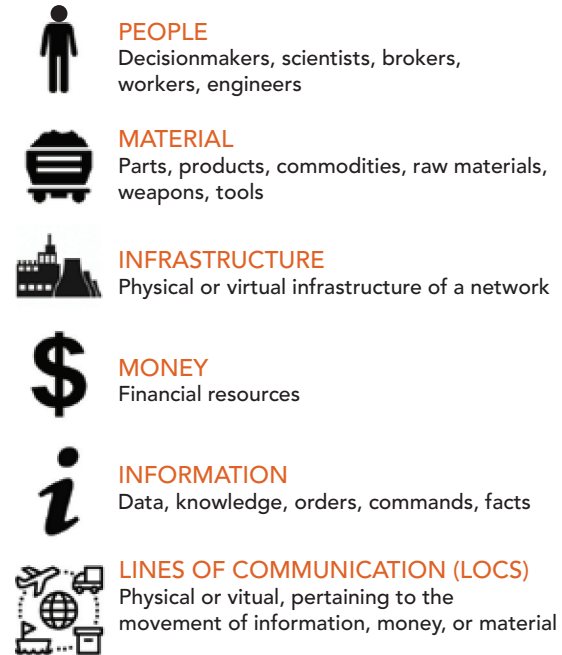 PEOPLE
Decisionmakers, scientists, brokers,
workers, engineers
MATERIAL
Parts, products, commodities, raw materials,
weapons, tools
INFRASTRUCTURE
Physical or virtual infrastructure of a network
$
MONEY
Financial resources
i
INFORMATION
Data, knowledge, orders, commands, facts
LINES OF COMMUNICATION (LOCS)
Physical or vitual, pertaining to the
movement of information, money, or material